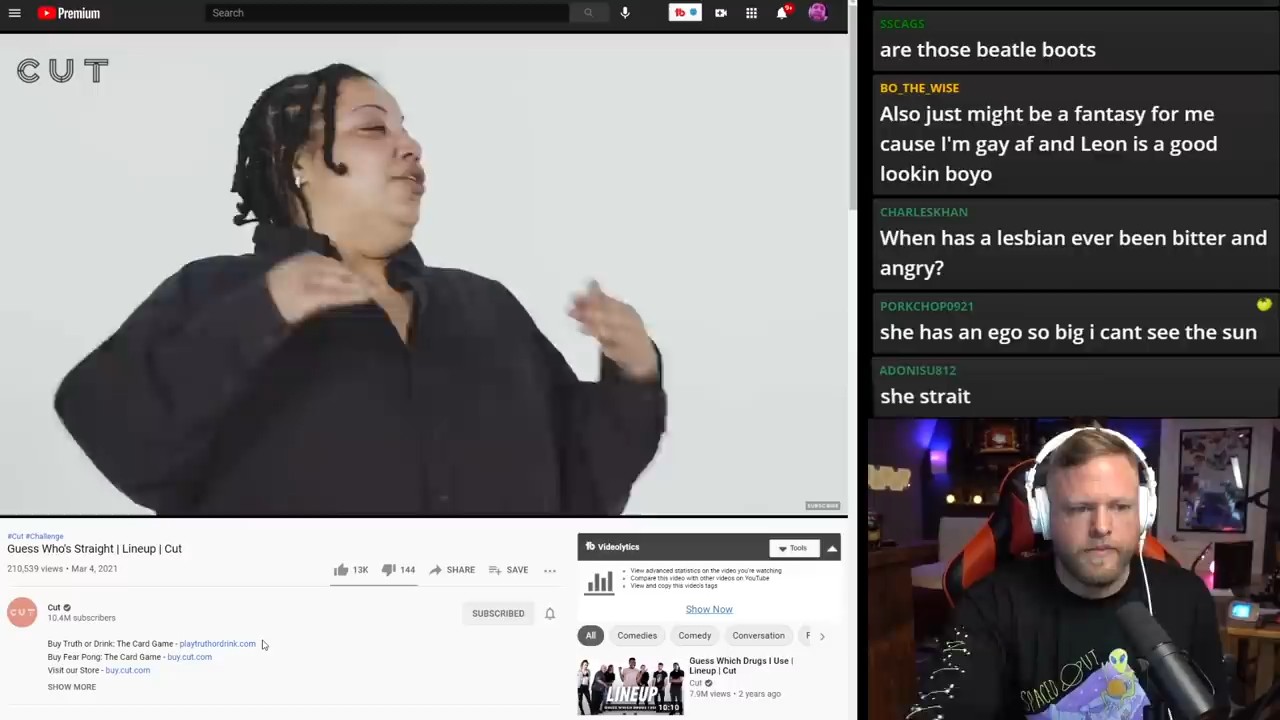 Premium
Search
9+
CUT
SUBSCRIBE
#Cut #Challenge
Guess Who's Straight | Lineup | Cut
210,539 views • Mar 4, 2021
13K
144
SHARE
SAVE
CUT
Cut
10.4M subscribers
SUBSCRIBED
Buy Truth or Drink: The Card Game - playtruthordrink.com
Buy Fear Pong: The Card Game - buy.cut.com
Visit our Store - buy.cut.com
SHOW MORE
Videolytics
Tools
• View advanced statistics on the video you're watching
• Compare this video with other videos on YouTube
• View and copy this video's tags
Show Now
All
Comedies
Comedy
Conversation
LINEUP
10:10
Guess Which Drugs I Use |
Lineup | Cut
Cut
7.9M views • 2 years ago
SSCAGS
are those beatle boots
BO_THE_WISE
Also just might be a fantasy for me
cause I'm gay af and Leon is a good
lookin boyo
CHARLESKHAN
When has a lesbian ever been bitter and
angry?
PORKCHOP0921
she has an ego so big i cant see the sun
ADONISU812
she strait
SPACED OUT